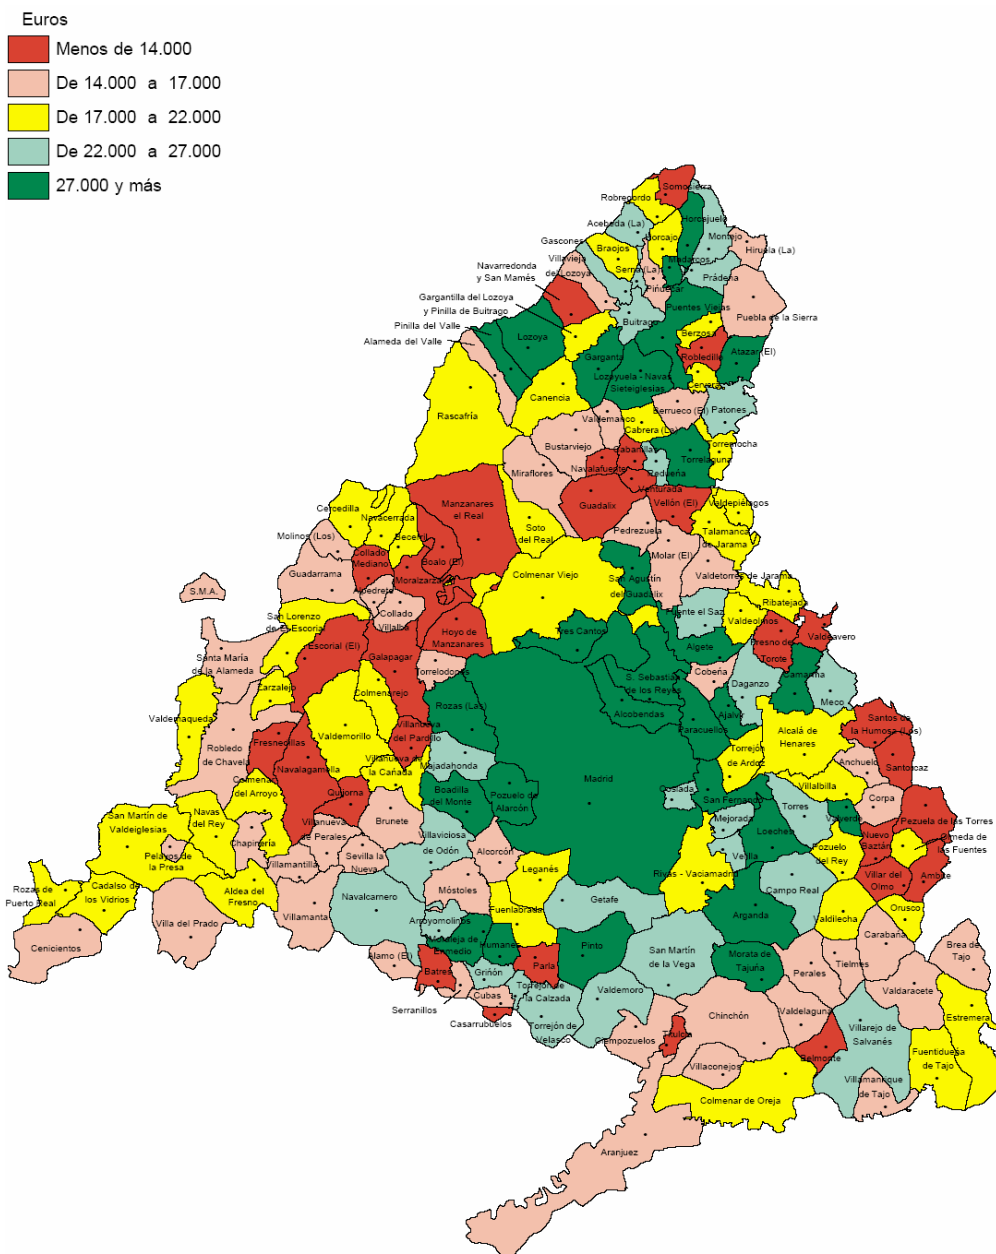 Euros
Menos de 14.000
De 14.000 a 17.000
De 17.000 a 22.000
De 22.000 a 27.000
27.000 y más
Somosierra
Robregordo
Horcajuela
Acebeda (La)
Horcajo
Montejo
Hiruela (La)
Gascones
Braojos
Madarcos
Villavieja
del Lozoya
Serna (La)
Prádena
Navarredonda
y San Mamés
Piñuécar
Gargantilla del Lozoya
y Pinilla de Buitrago
Puentes Viejas
Puebla de la Sierra
Buitrago
Pinilla del Valle
Alameda del Valle
Lozoya
Berzosa
Garganta
Robledillo
Atazar (El)
Lozoyuela - Navas
Sieteiglesias
Cervera
Canencia
Rascafría
Valdemanco
Berrueco (El)
Patones
Cabrera (La)
Bustarviejo
Cabanillas
Torremocha
Torrelaguna
Miraflores
Navalafuente
Redueña
Venturada
Manzanares
el Real
Guadalix
Vellón (El)
Valdepiélagos
Cercedilla
Navacerrada
Soto
del Real
Pedrezuela
Talamanca
de Jarama
Molinos (Los)
Becerril
Collado
Mediano
Boalo (El)
Molar (El)
Guadarrama
Moralzarzal
Colmenar Viejo
San Agustín
del Guadalix
Valdetorres de Jarama
S.M.A.
Alpedrete
Collado
Villalba
Ribatejada
San Lorenzo
de El Escorial
Fuente el Saz
Valdeolmos
Hoyo de
Manzanares
Tres Cantos
Valdeavero
Santa María
de la Alameda
Escorial (El)
Galapagar
Algete
Fresno de
Torote
Torrelodones
Cobeña
S. Sebastián
de los Reyes
Camarma
Zarzalejo
Colmenarejo
Daganzo
Meco
Valdemaqueda
Rozas (Las)
Alcobendas
Ajalvir
Robledo
de Chavela
Fresnedillas
Valdemorillo
Villanueva
del Pardillo
Paracuellos
Alcalá de
Henares
Santos de
la Humosa (Los)
Navalagamella
Villanueva de
la Cañada
Majadahonda
Torrejón
de Ardoz
Anchuelo
Santorcaz
Colmenar
del Arroyo
Quijorna
Boadilla
del Monte
Pozuelo de
Alarcón
Madrid
Coslada
San Fernando
Villalbilla
Corpa
San Martín de
Valdeiglesias
Navas
del Rey
Villanueva
de Perales
Brunete
Villaviciosa
de Odón
Mejorada
Torres
Valverde
Pezuela de las Torres
Chapinería
Loeches
Nuevo
Baztán
Olmeda de
las Fuentes
Pelayos de
la Presa
Villamantilla
Sevilla la
Nueva
Alcorcón
Velilla
Pozuelo
del Rey
Rozas de
Puerto Real
Cadalso de
los Vidrios
Aldea del
Fresno
Navalcarnero
Móstoles
Leganés
Rivas - Vaciamadrid
Campo Real
Villar del
Olmo
Ambite
Villa del Prado
Villamanta
Fuenlabrada
Getafe
Arganda
Valdilecha
Orusco
Cenicientos
Arroyomolinos
Moraleja de
Enmedio
Humanes
Pinto
San Martín
de la Vega
Morata de
Tajuña
Carabaña
Brea de
Tajo
Álamo (El)
Batres
Griñón
Parla
Perales
Tielmes
Serranillos
Cubas
Torrejón de
la Calzada
Valdemoro
Valdaracete
Casarrubuelos
Torrejón de
Velasco
Ciempozuelos
Titulcia
Chinchón
Valdelaguna
Estremera
Villarejo de
Salvanés
Belmonte
Fuentidueña
de Tajo
Villaconejos
Villamanrique
de Tajo
Colmenar de Oreja
Aranjuez